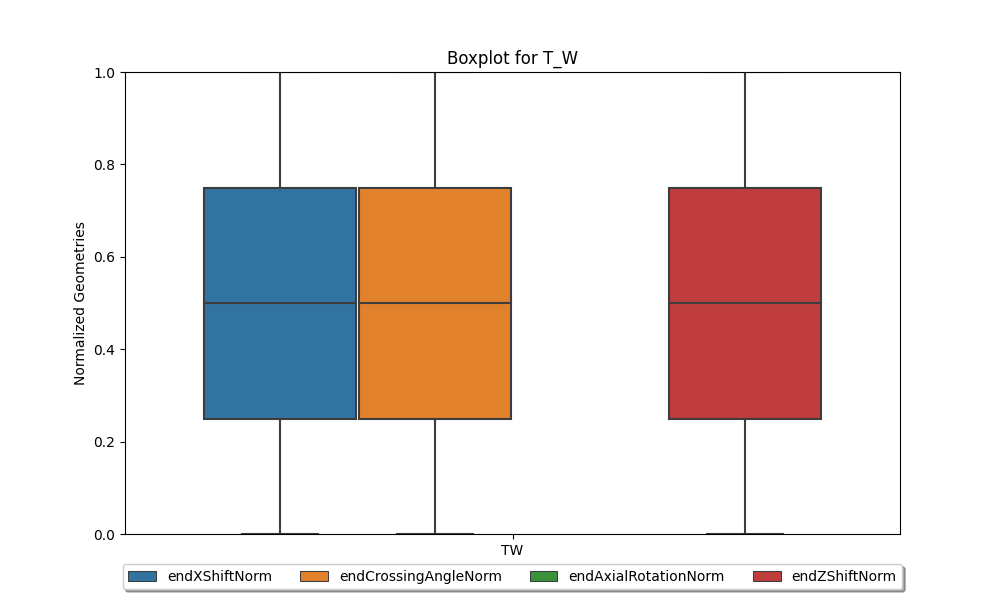 Boxplot for T_W
1.0
0.8
0.6
0.4
0.2
0.0
Normalized Geometries
TW
endXShiftNorm endCrossingAngleNorm endAxialRotationNorm endZShiftNorm